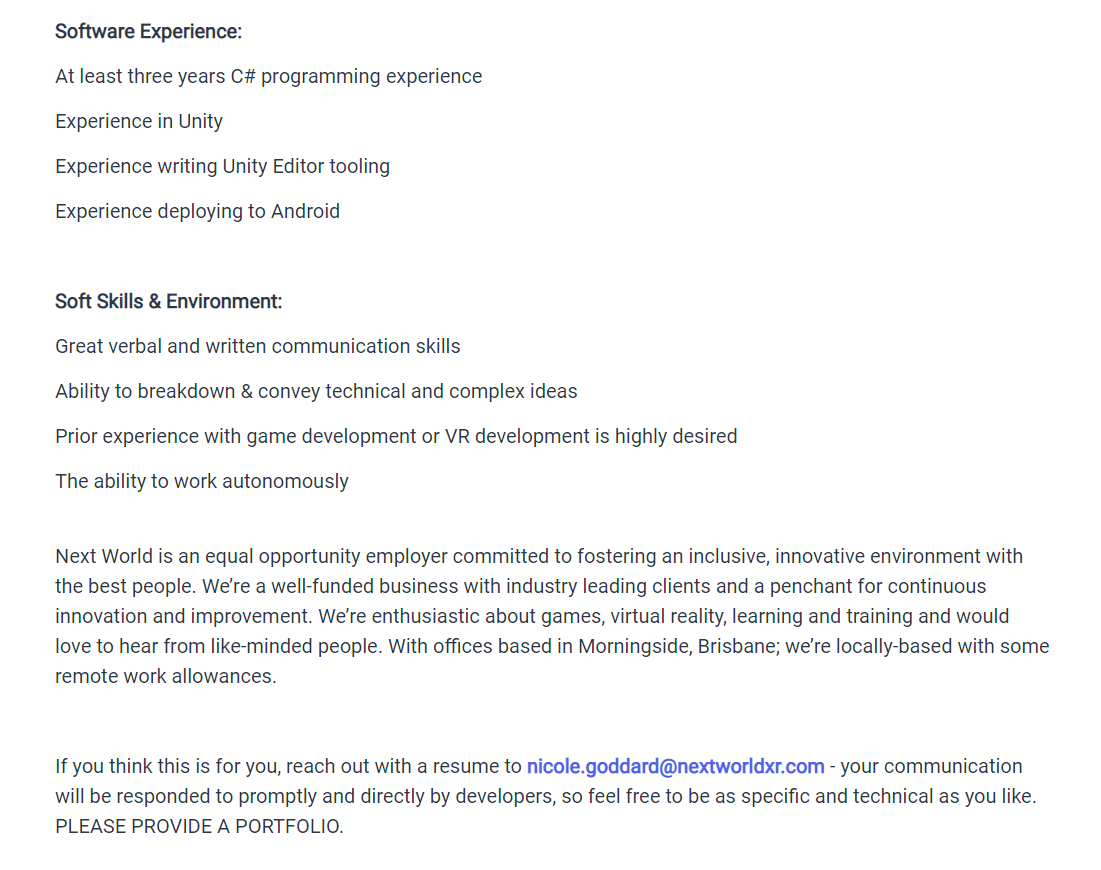 Software Experience:
At least three years C# programming experience
Experience in Unity
Experience writing Unity Editor tooling
Experience deploying to Android
Soft Skills & Environment:
Great verbal and written communication skills
Ability to breakdown & convey technical and complex ideas
Prior experience with game development or VR development is highly desired
The ability to work autonomously
Next World is an equal opportunity employer committed to fostering an inclusive, innovative environment with
the best people. We’re a well-funded business with industry leading clients and a penchant for continuous
innovation and improvement. We’re enthusiastic about games, virtual reality, learning and training and would
love to hear from like-minded people. With offices based in Morningside, Brisbane; we’re locally-based with some
remote work allowances.
If you think this is for you, reach out with a resume to nicole.goddard@nextworldxr.com - your communication
will be responded to promptly and directly by developers, so feel free to be as specific and technical as you like.
PLEASE PROVIDE A PORTFOLIO.